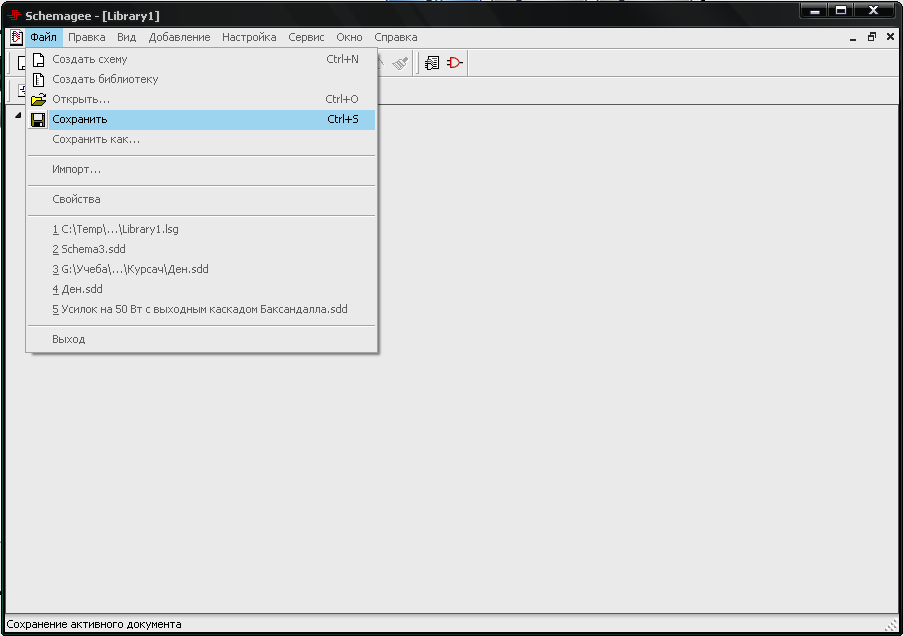 Schemagee - [Library1]
Файл Правка Вид Добавление Настройка Сервис Окно Справка
Создать схему Ctrl+N
Создать библиотеку
Открыть... Ctrl+O
Сохранить Ctrl+S
Сохранить как...
Импорт...
Свойства
1 C:\Temp\...\Library1.lsg
2 Schema3.sdd
3 G:\Учеба\...\Курсач\Ден.sdd
4 Ден.sdd
5 Усилок на 50 Вт с выходным каскадом Баксандалла.sdd
Выход
Сохранение активного документа